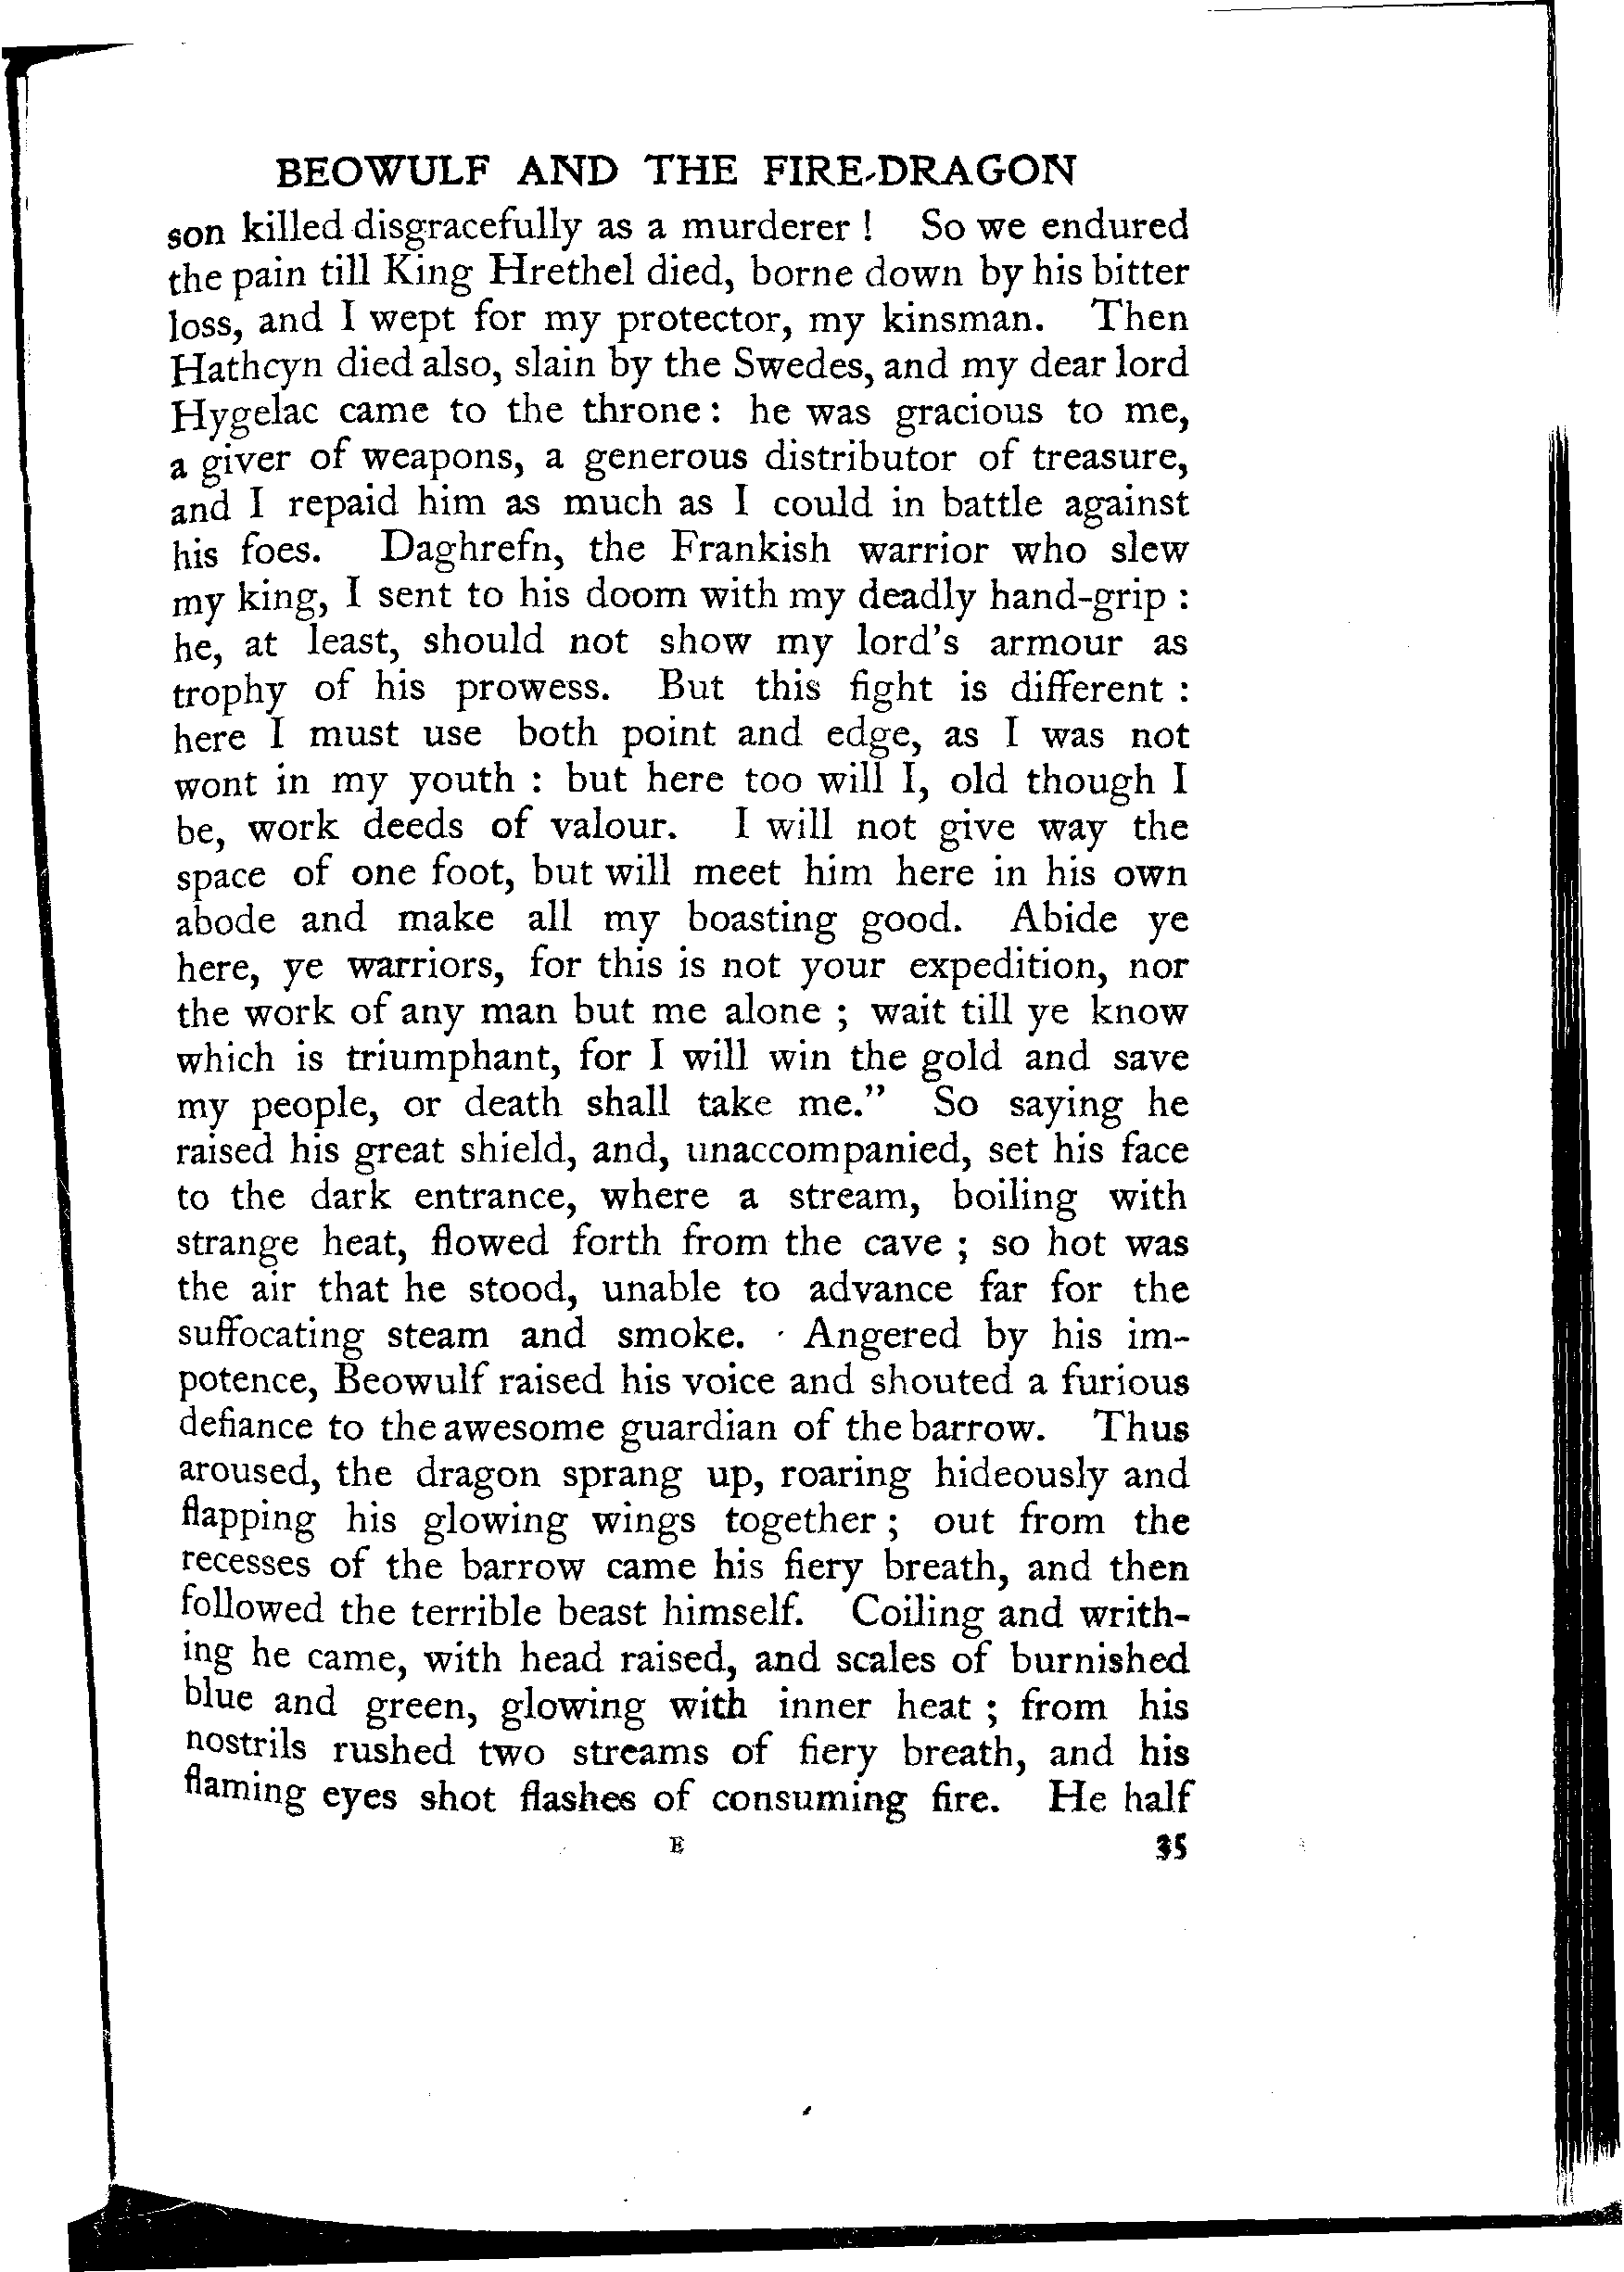 BEOWULF AND THE FIRE-DRAGON
son killed disgracefully as a murderer ! So we endured
the pain till King Hrethel died, borne down by his bitter
loss, and I wept for my protector, my kinsman. Then
Hathcyn died also, slain by the Swedes, and my dear lord
Hygelac came to the throne : he was gracious to me,
a giver of weapons, a generous distributor of treasure,
and I repaid him as much as I could in battle against
his foes. Daghrefn, the Frankish warrior who slew
my king, I sent to his doom with my deadly hand-grip :
he, at least, should not show my lord's armour as
trophy of his prowess. But this fight is different :
here I must use both point and edge, as I was not
wont in my youth : but here too will I, old though I
be, work deeds of valour. I will not give way the
space of one foot, but will meet him here in his own
abode and make all my boasting good. Abide ye
here, ye warriors, for this is not your expedition, nor
the work of any man but me alone ; wait till ye know
which is triumphant, for I will win the gold and save
my people, or death shall take me." So saying he
raised his great shield, and, unaccompanied, set his face
to the dark entrance, where a stream, boiling with
strange heat, flowed forth from the cave ; so hot was
the air that he stood, unable to advance far for the
suffocating steam and smoke. Angered by his im-
potence, Beowulf raised his voice and shouted a furious
defiance to the awesome guardian of the barrow. Thus
aroused, the dragon sprang up, roaring hideously and
flapping his glowing wings together ; out from the
recesses of the barrow came his fiery breath, and then
followed the terrible beast himself. Coiling and writh-
ing he came, with head raised, and scales of burnished
blue and green, glowing with inner heat ; from his
nostrils rushed two streams of fiery breath, and his
flaming eyes shot flashes of consuming fire. He half
E 35